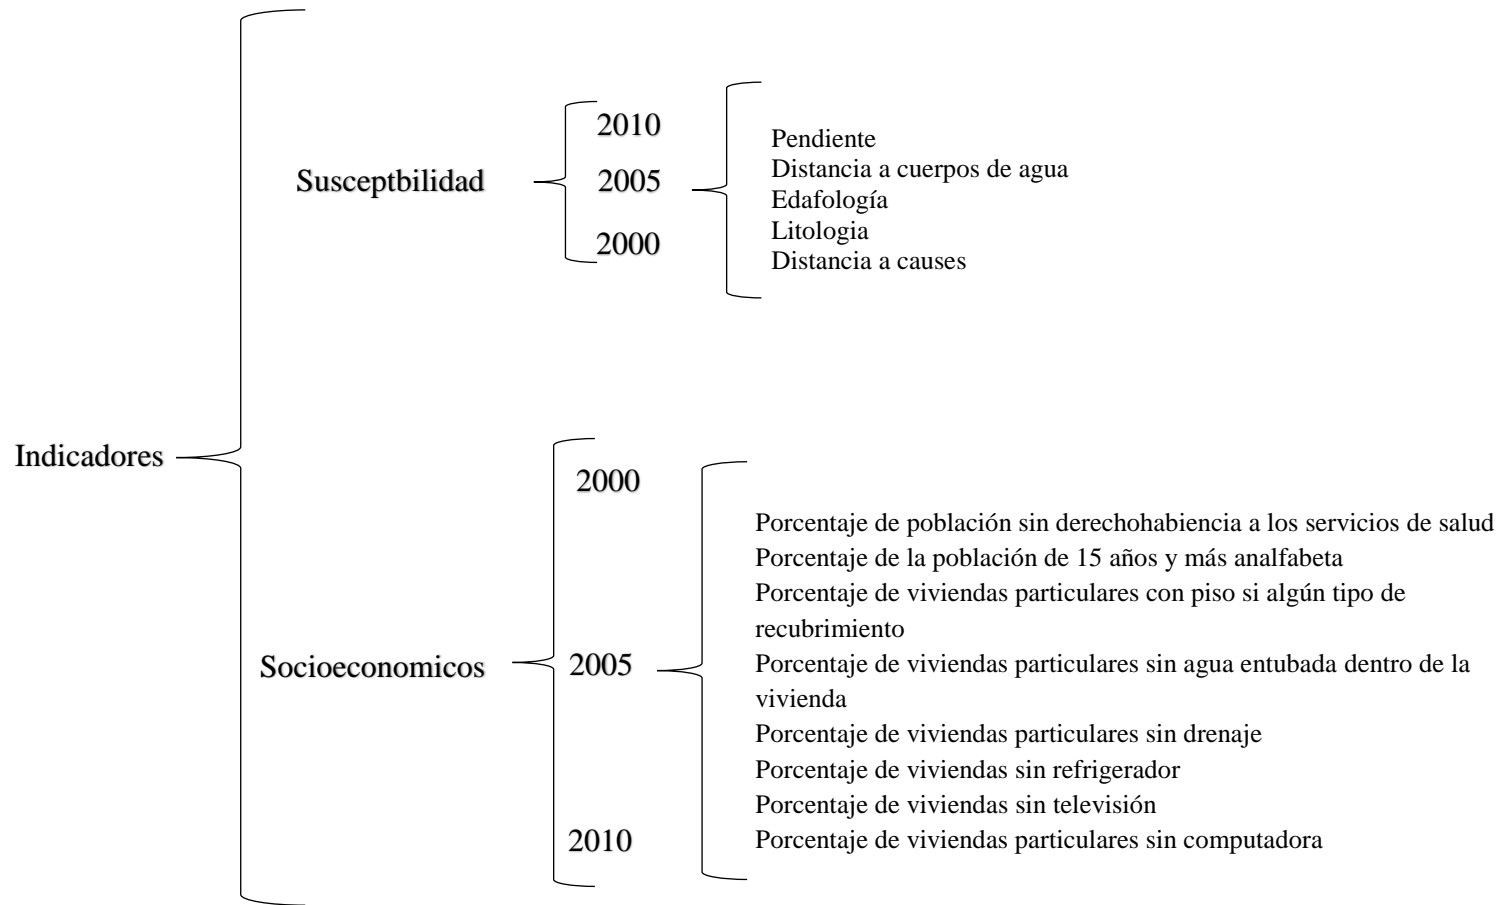 Indicadores
Susceptbilidad
2010
2005
2000
Pendiente
Distancia a cuerpos de agua
Edafología
Litologia
Distancia a causes
Socioeconomicos
2000
2005
2010
Porcentaje de población sin derechohabiencia a los servicios de salud
Porcentaje de la población de 15 años y más analfabeta
Porcentaje de viviendas particulares con piso si algún tipo de
recubrimiento
Porcentaje de viviendas particulares sin agua entubada dentro de la
vivienda
Porcentaje de viviendas particulares sin drenaje
Porcentaje de viviendas sin refrigerador
Porcentaje de viviendas sin televisión
Porcentaje de viviendas particulares sin computadora